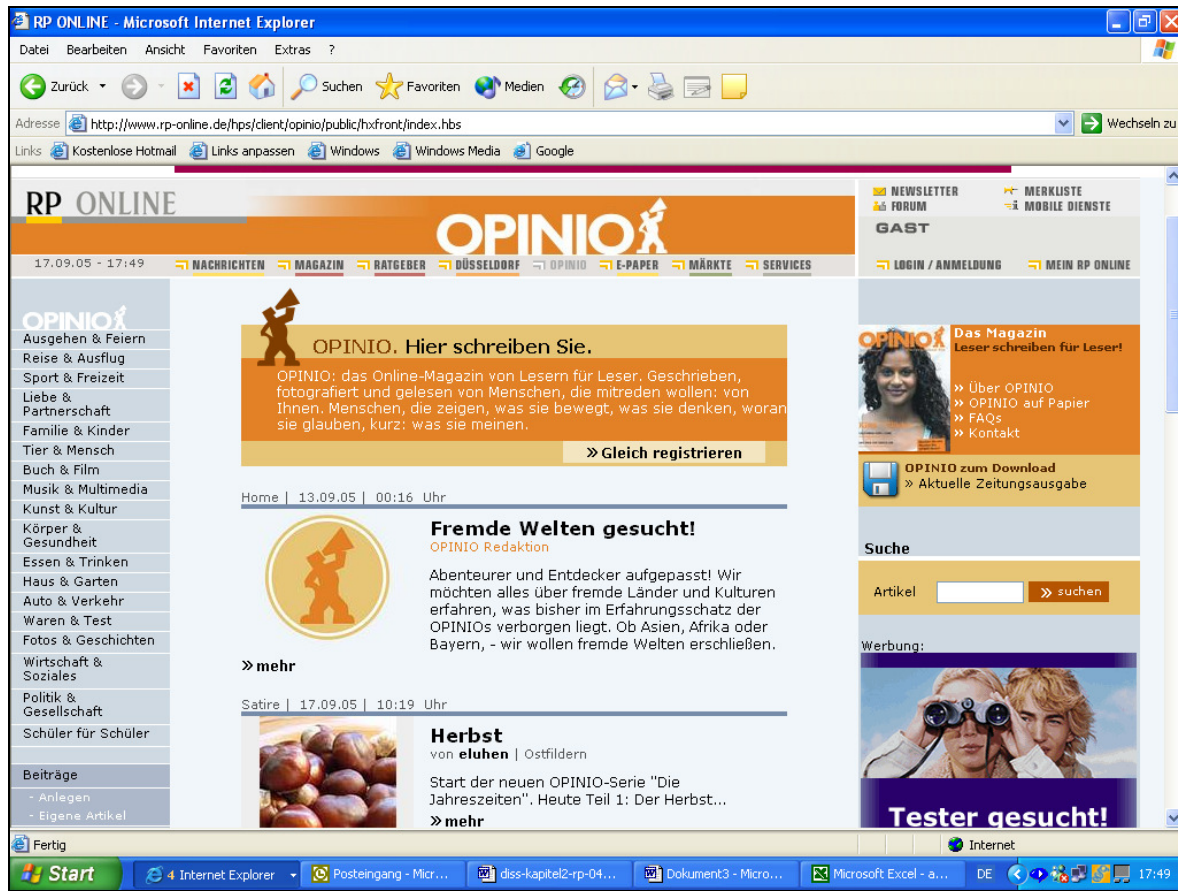 RP ONLINE - Microsoft Internet Explorer
Datei Bearbeiten Ansicht Favoriten Extras ?
Zurück Suchen Favoriten Medien
Adresse http://www.rp-online.de/hps/client/opinio/public/hxfront/index.hbs Wechseln zu
Links Kostenlose Hotmail Links anpassen Windows Windows Media Google
RP ONLINE
OPINIO
NEWSLETTER MERKLISTE
FORUM MOBILE DIENSTE
GAST
17.09.05 - 17:49 NACHRICHTEN MAGAZIN RATGEBER DÜSSELDORF OPINIO E-PAPER MÄRKTE SERVICES LOGIN / ANMELDUNG MEIN RP ONLINE
OPINIO
Ausgehen & Feiern
Reise & Ausflug
Sport & Freizeit
Liebe &
Partnerschaft
Familie & Kinder
Tier & Mensch
Buch & Film
Musik & Multimedia
Kunst & Kultur
Körper &
Gesundheit
Essen & Trinken
Haus & Garten
Auto & Verkehr
Waren & Test
Fotos & Geschichten
Wirtschaft &
Soziales
Politik &
Gesellschaft
Schüler für Schüler
Beiträge
- Anlegen
- Eigene Artikel
OPINIO. Hier schreiben Sie.
OPINIO: das Online-Magazin von Lesern für Leser. Geschrieben,
fotografiert und gelesen von Menschen, die mitreden wollen: von
Ihnen. Menschen, die zeigen, was sie bewegt, was sie denken, woran
sie glauben, kurz: was sie meinen.
» Gleich registrieren
Home | 13.09.05 | 00:16 Uhr
Fremde Welten gesucht!
OPINIO Redaktion
Abenteurer und Entdecker aufgepasst! Wir
möchten alles über fremde Länder und Kulturen
erfahren, was bisher im Erfahrungsschatz der
OPINIOs verborgen liegt. Ob Asien, Afrika oder
Bayern, - wir wollen fremde Welten erschließen.
» mehr
Satire | 17.09.05 | 10:19 Uhr
Herbst
von eluhen | Ostfildern
Start der neuen OPINIO-Serie "Die
Jahreszeiten". Heute Teil 1: Der Herbst...
» mehr
OPINIO
Das Magazin
Leser schreiben für Leser!
» Über OPINIO
» OPINIO auf Papier
» FAQs
» Kontakt
OPINIO zum Download
» Aktuelle Zeitungsausgabe
Suche
Artikel » suchen
Werbung:
Tester gesucht!
Fertig Internet
Start 4 Internet Explorer Posteingang - Micr... diss-kapitel2-rp-04... Dokument3 - Micro... Microsoft Excel - a... DE 17:49